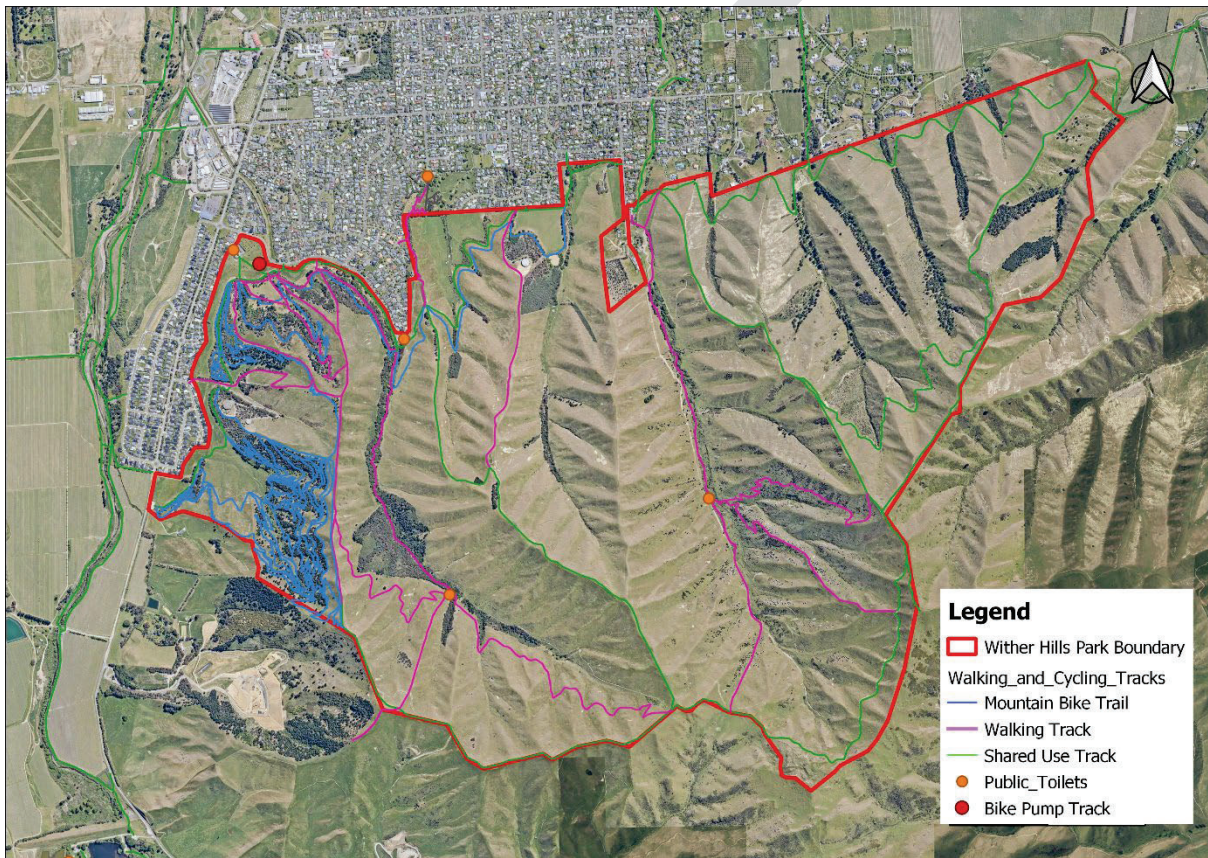 Legend
Wither Hills Park Boundary
Walking_and_Cycling_Tracks
Mountain Bike Trail
Walking Track
Shared Use Track
Public_Toilets
Bike Pump Track